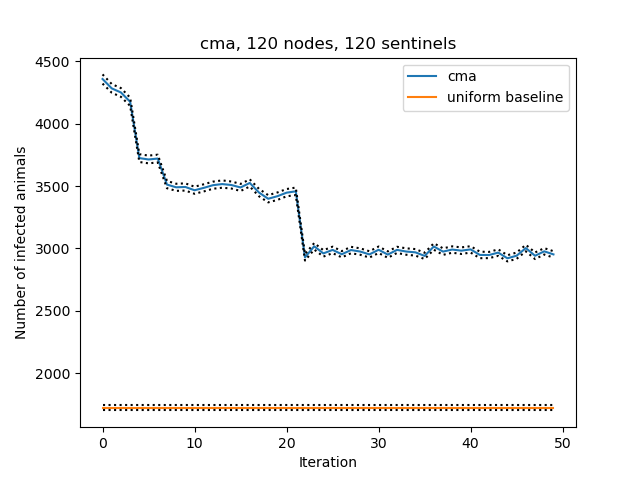 cma, 120 nodes, 120 sentinels
cma
uniform baseline
Number of infected animals
4500
4000
3500
3000
2500
2000
0 10 20 30 40 50
Iteration